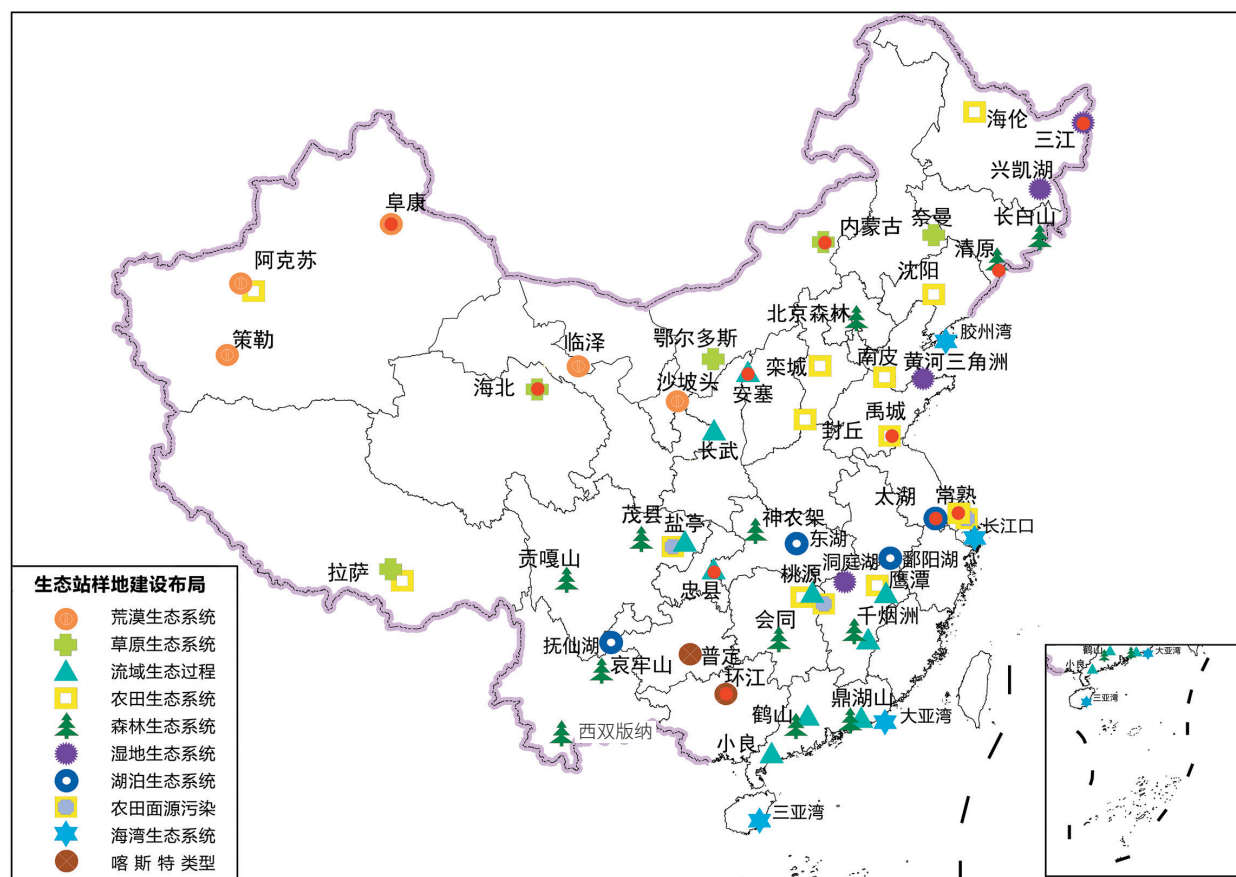 海伦
三江
兴凯湖
阜康
内蒙古
奈曼
长白山
清原
阿克苏
沈阳
北京森林
胶州湾
策勒
临泽
鄂尔多斯
栾城
南皮
黄河三角洲
海北
沙坡头
安塞
禹城
封丘
长武
太湖
常熟
茂县
盐亭
神农架
东湖
长江口
贡嘎山
洞庭湖
鄱阳湖
拉萨
忠县
桃源
鹰潭
会同
千烟洲
抚仙湖
哀牢山
普定
环江
鹤山
鼎湖山
大亚湾
西双版纳
小良
三亚湾
生态站样地建设布局
荒漠生态系统
草原生态系统
流域生态过程
农田生态系统
森林生态系统
湿地生态系统
湖泊生态系统
农田面源污染
海湾生态系统
喀 斯 特 类型
鹤山
大亚湾
小良
三亚湾